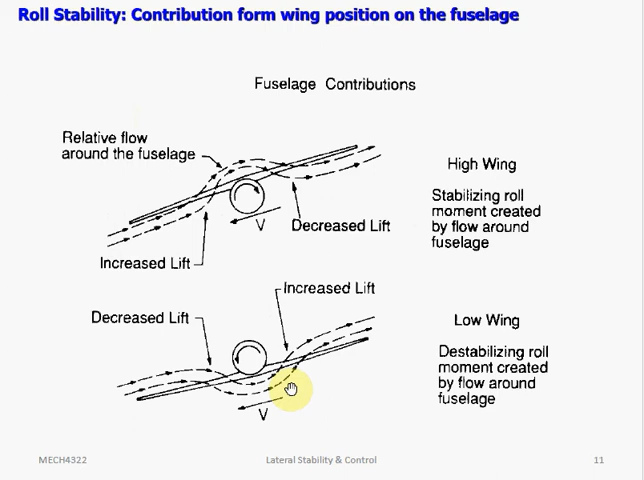 Roll Stability: Contribution form wing position on the fuselage
Fuselage Contributions
Relative flow
around the fuselage
High Wing
Stabilizing roll
moment created
by flow around
fuselage
V
Decreased Lift
Increased Lift
Increased Lift
Decreased Lift
Low Wing
Destabilizing roll
moment created
by flow around
fuselage
V
MECH4322
Lateral Stability & Control
11